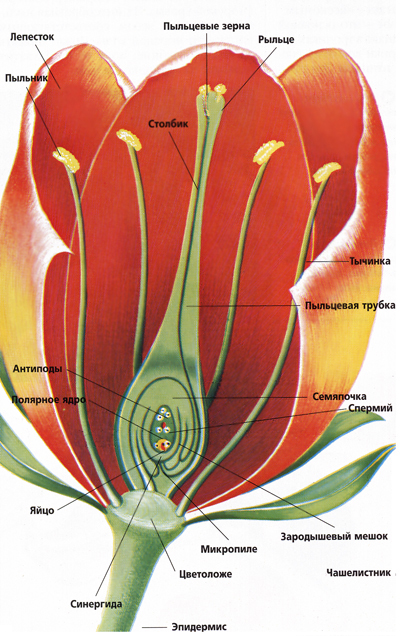 Пыльцевые зерна
Лепесток
Рыльце
Пыльник
Столбик
Тычинка
Пыльцевая трубка
Антиподы
Семяпочка
Полярное ядро
Спермий
Яйцо
Зародышевый мешок
Микропиле
Цветоложе
Чашелистник
Синергида
Эпидермис